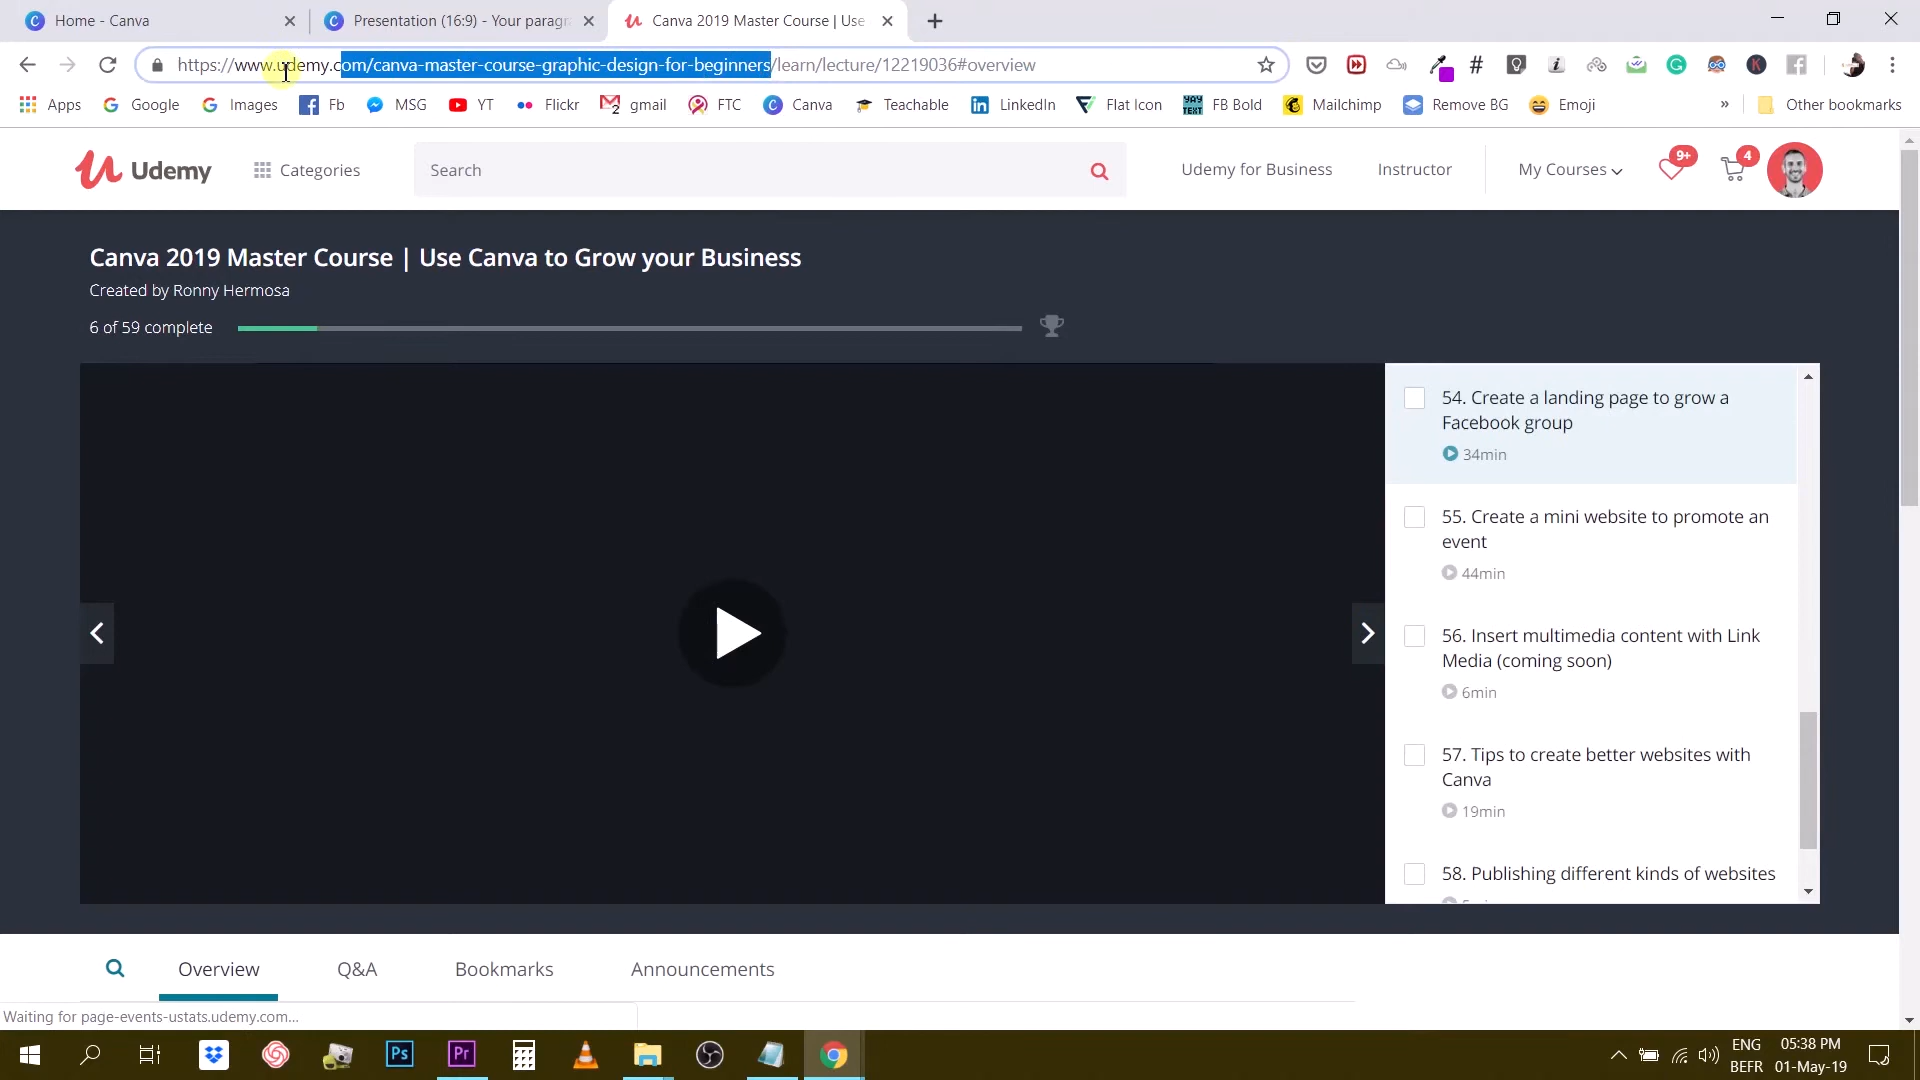 Home - Canva
Presentation (16:9) - Your paragr
Canva 2019 Master Course | Use
https://www.udemy.com/canva-master-course-graphic-design-for-beginners/learn/lecture/12219036#overview
Apps Google Images Fb MSG YT Flickr gmail FTC Canva Teachable LinkedIn Flat Icon FB Bold Mailchimp Remove BG Emoji » Other bookmarks
Udemy Categories Search Udemy for Business Instructor My Courses 9+ 4
Canva 2019 Master Course | Use Canva to Grow your Business
Created by Ronny Hermosa
6 of 59 complete
54. Create a landing page to grow a
Facebook group
34min
55. Create a mini website to promote an
event
44min
56. Insert multimedia content with Link
Media (coming soon)
6min
57. Tips to create better websites with
Canva
19min
58. Publishing different kinds of websites
Overview Q&A Bookmarks Announcements
Waiting for page-events-ustats.udemy.com...
Ps Pr
ENG 05:38 PM
BEFR 01-May-19